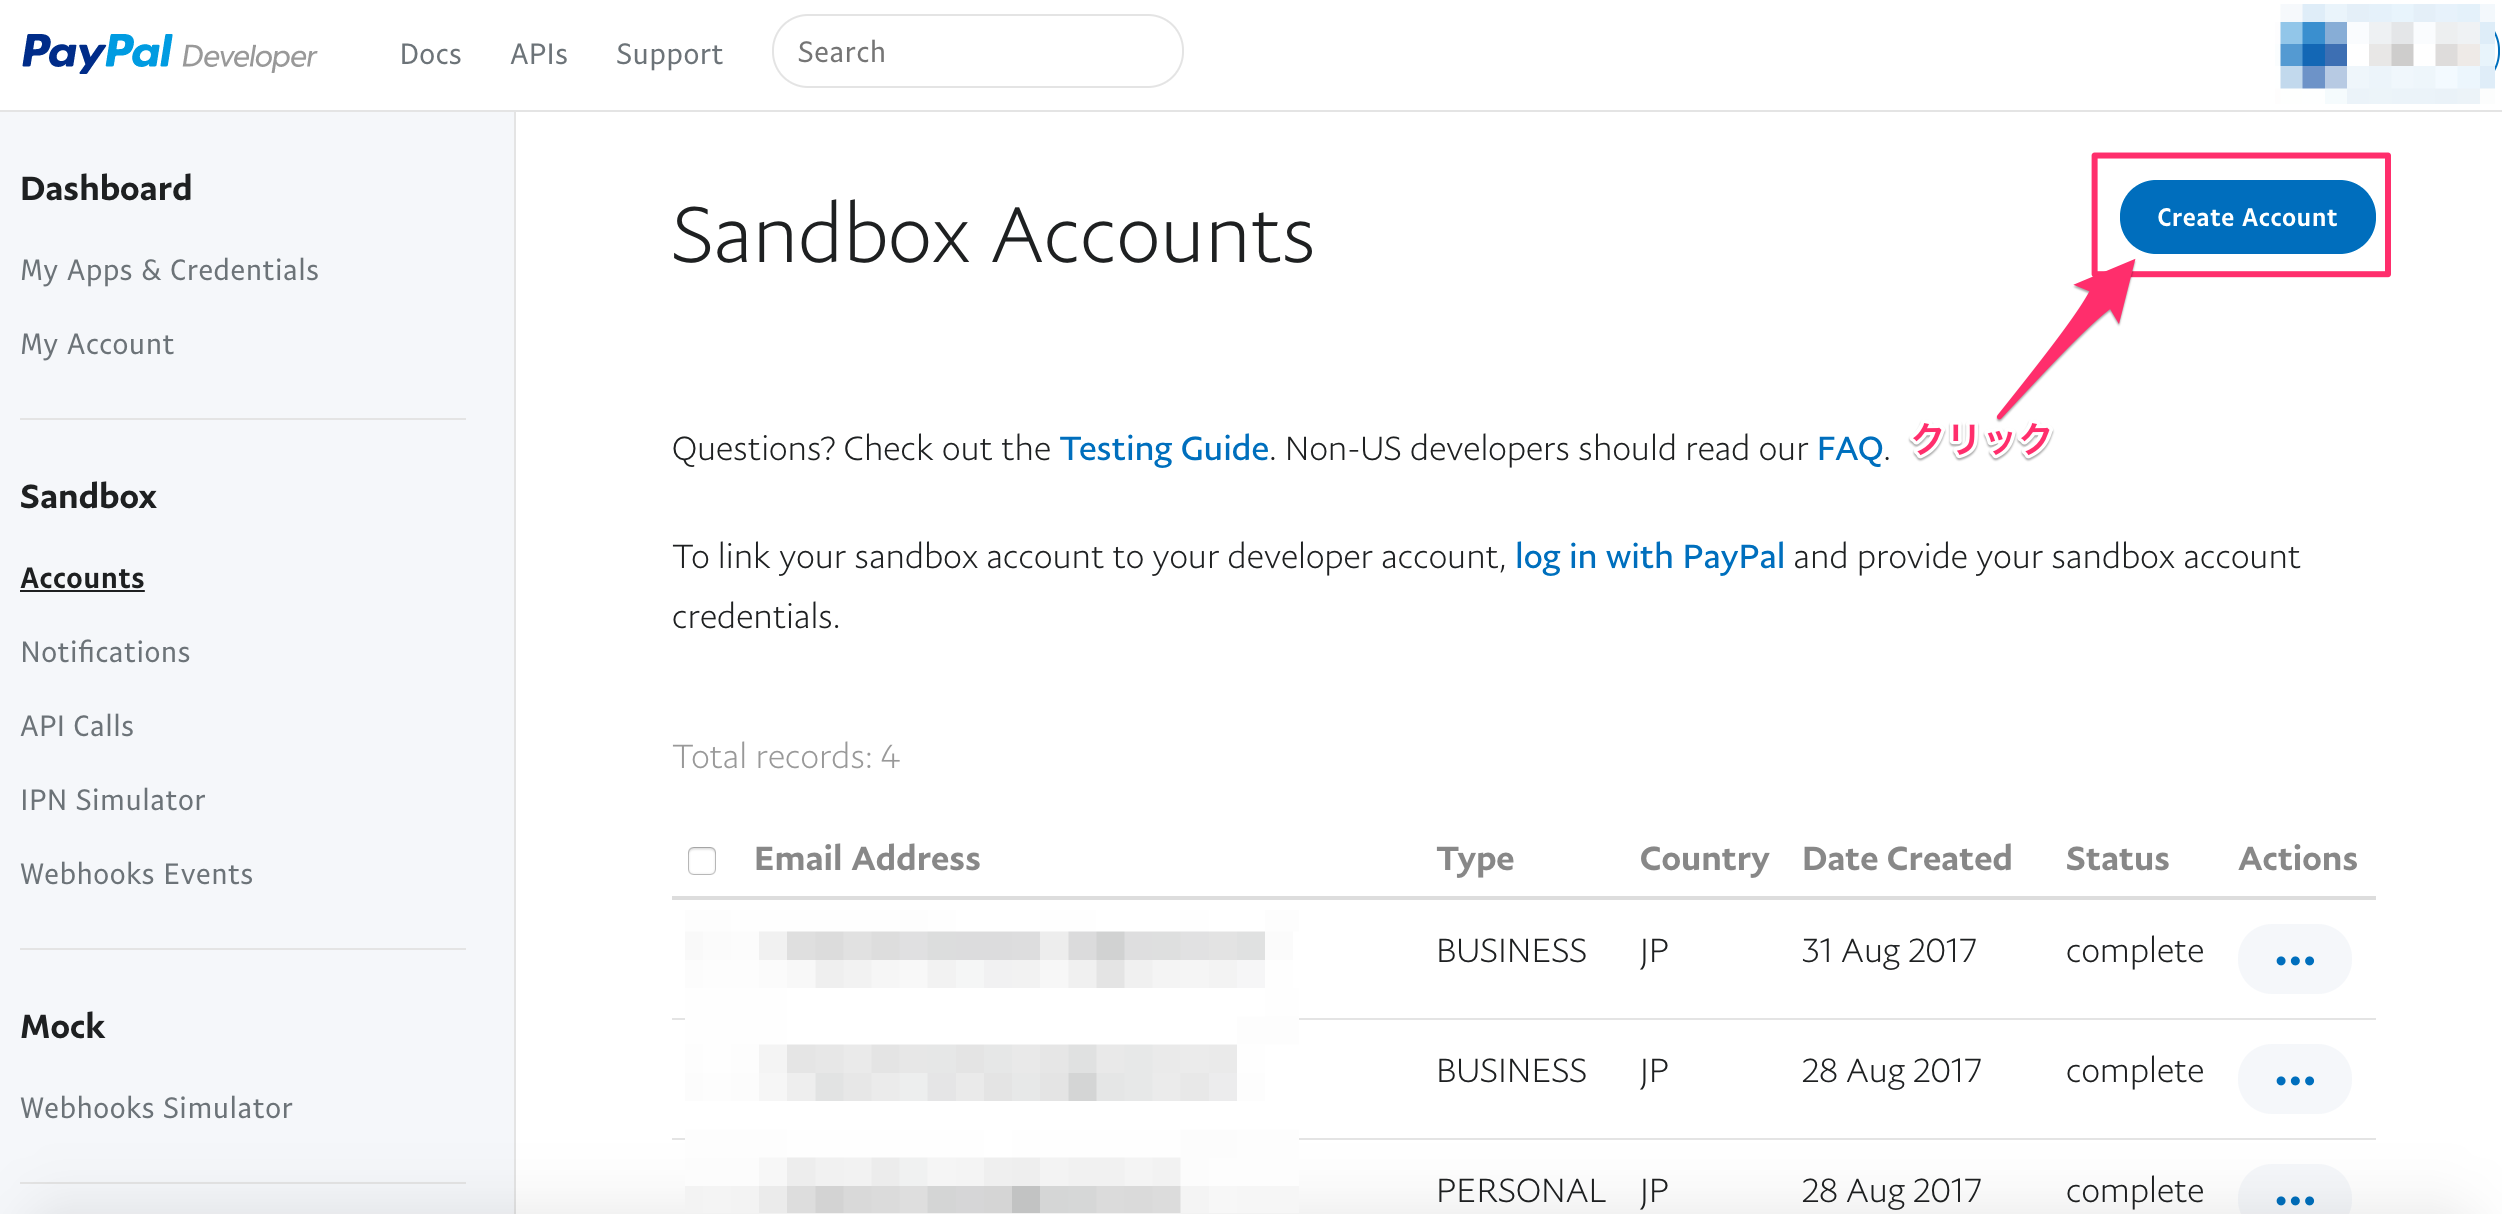 PayPal Developer
Docs
APIs
Support
Search
Dashboard
My Apps & Credentials
My Account
Sandbox
Accounts
Notifications
API Calls
IPN Simulator
Webhooks Events
Mock
Webhooks Simulator
Sandbox Accounts
Create Account
Questions? Check out the Testing Guide. Non-US developers should read our FAQ.
クリック
To link your sandbox account to your developer account, log in with PayPal and provide your sandbox account
credentials.
Total records: 4
Email Address Type Country Date Created Status Actions
BUSINESS JP 31 Aug 2017 complete
BUSINESS JP 28 Aug 2017 complete
PERSONAL JP 28 Aug 2017 complete